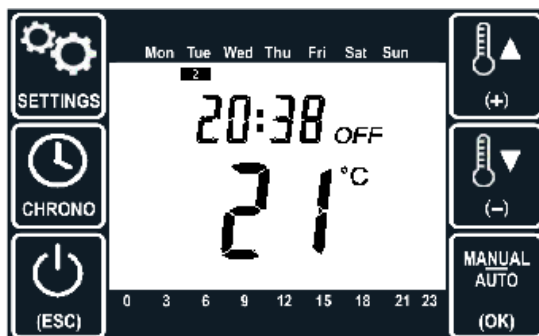 SETTINGS
CHRONO
(ESC)
Mon Tue Wed Thu Fri Sat Sun
2
20:38 OFF
21 °C
0 3 6 9 12 15 18 21 23
(+)
(–)
MANUAL
AUTO
(OK)